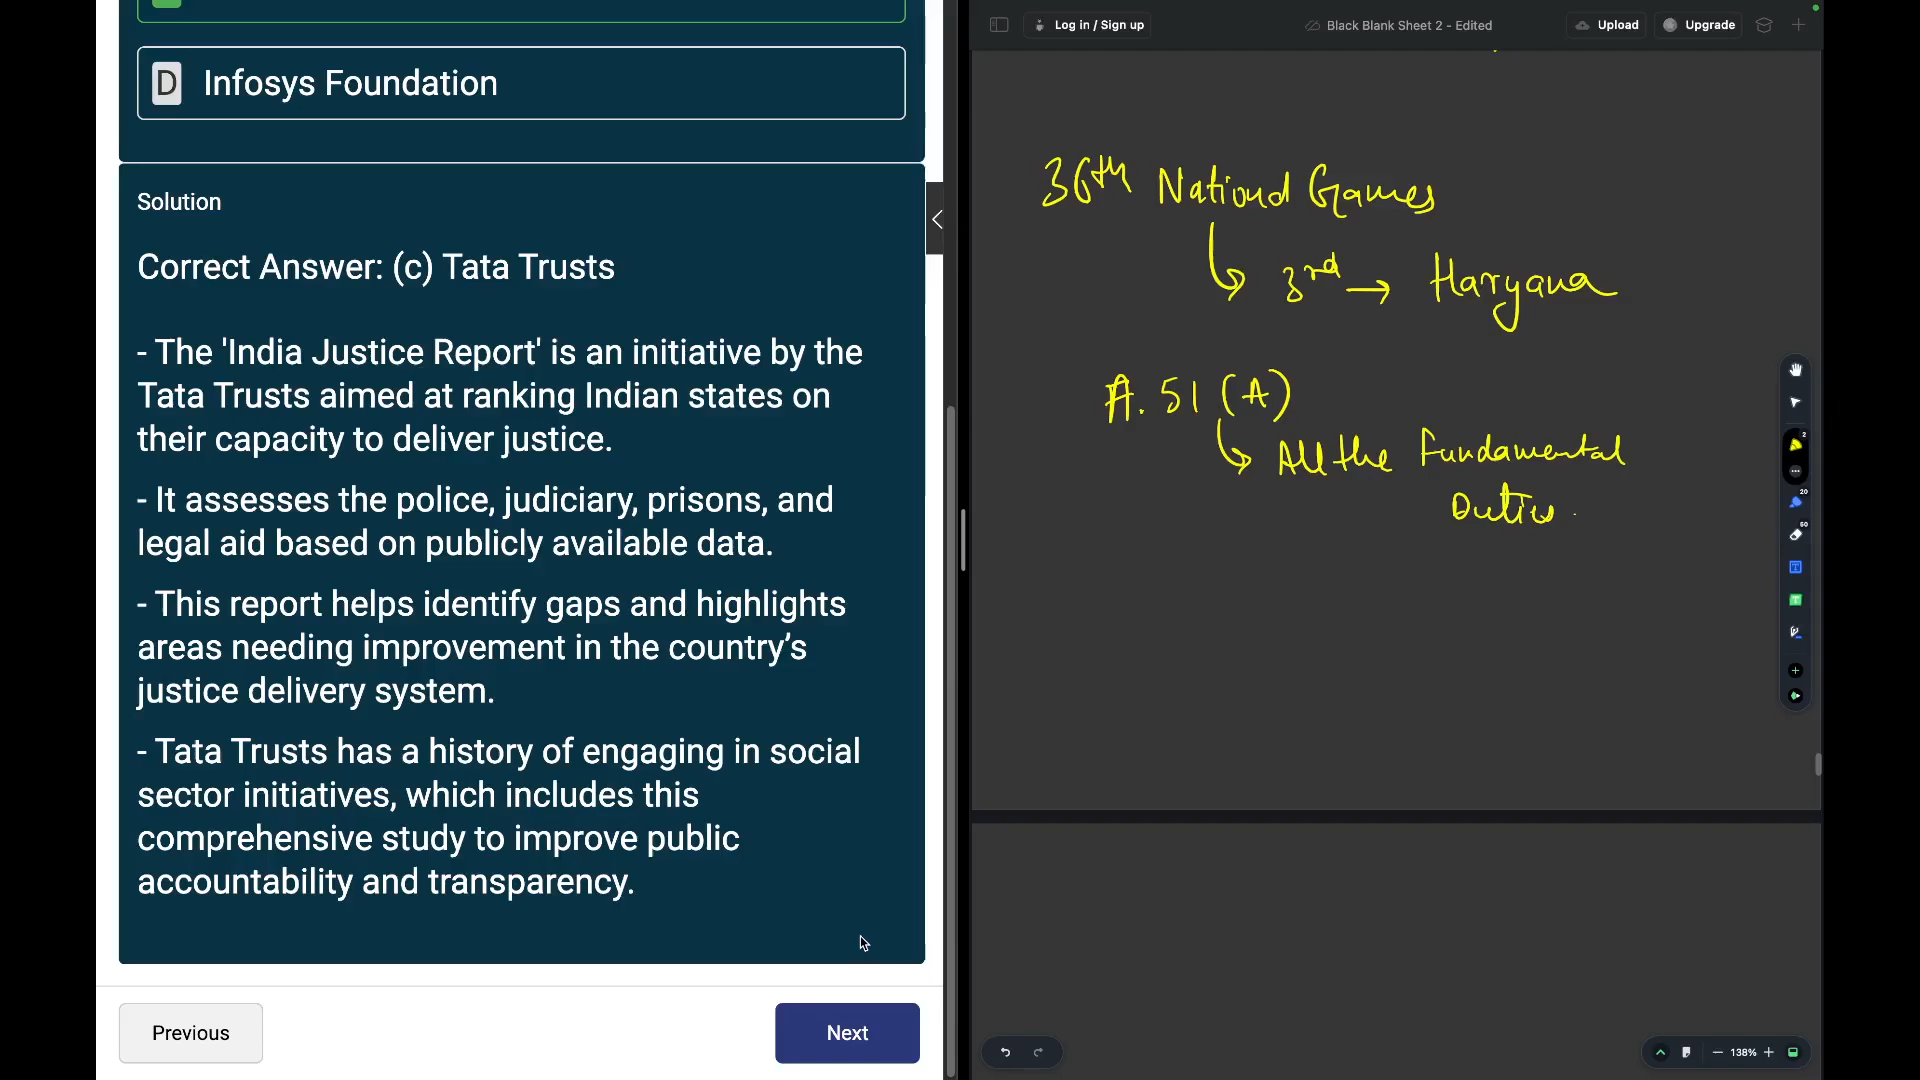 D Infosys Foundation
Solution
Correct Answer: (c) Tata Trusts
- The 'India Justice Report' is an initiative by the
Tata Trusts aimed at ranking Indian states on
their capacity to deliver justice.
- It assesses the police, judiciary, prisons, and
legal aid based on publicly available data.
- This report helps identify gaps and highlights
areas needing improvement in the country’s
justice delivery system.
- Tata Trusts has a history of engaging in social
sector initiatives, which includes this
comprehensive study to improve public
accountability and transparency.
Previous
Next
Log in / Sign up
Black Blank Sheet 2 - Edited
Upload
Upgrade
36th National Games
3rd → Haryana
A. 51 (A)
All the Fundamental
Duties.
2
20
50
138%